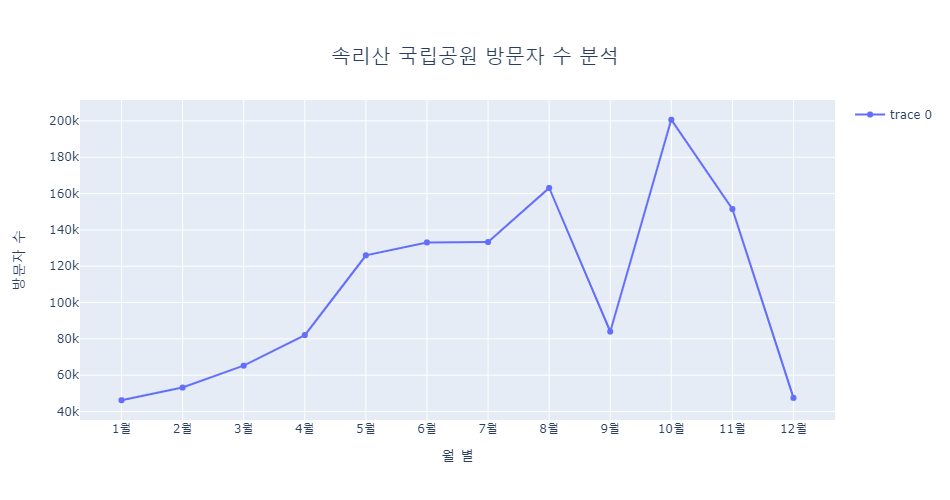 속리산 국립공원 방문자 수 분석
trace 0
200k
180k
160k
140k
120k
100k
80k
60k
40k
방문자 수
1월 2월 3월 4월 5월 6월 7월 8월 9월 10월 11월 12월
월 별